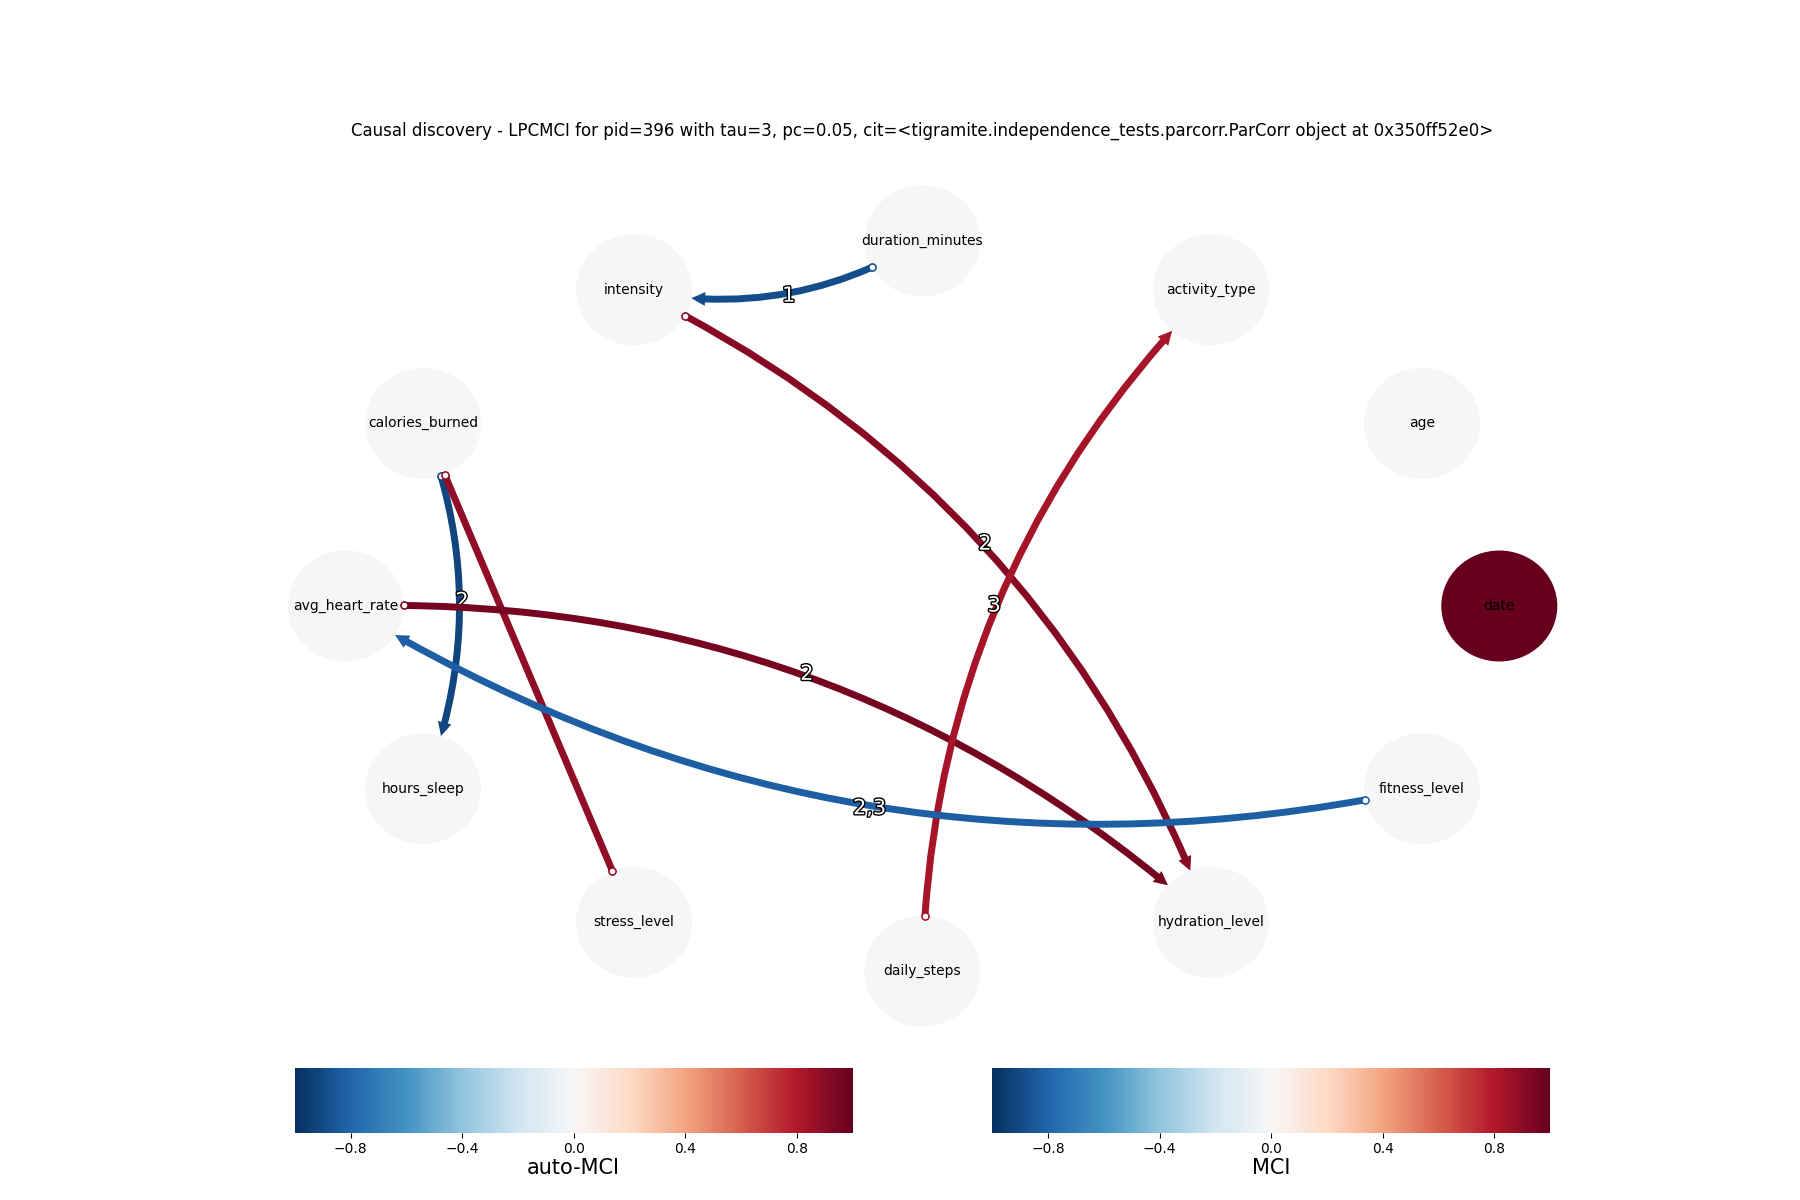 Causal discovery - LPCMCI for pid=396 with tau=3, pc=0.05, cit=<tigramite.independence_tests.parcorr.ParCorr object at 0x350ff52e0>
duration_minutes
intensity
activity_type
1
calories_burned
age
2
2
3
avg_heart_rate
date
2
hours_sleep
fitness_level
2,3
stress_level
hydration_level
daily_steps
−0.8 −0.4 0.0 0.4 0.8
auto-MCI
−0.8 −0.4 0.0 0.4 0.8
MCI